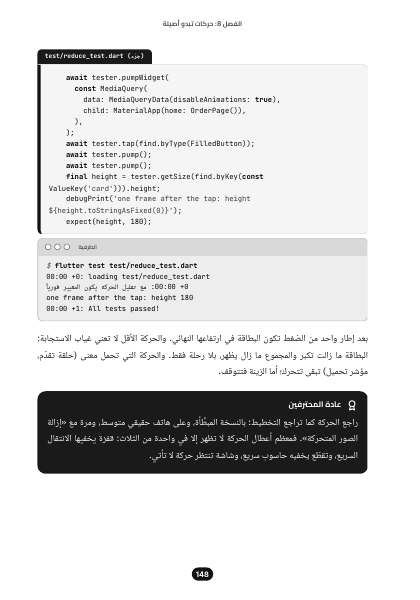 الفصل 8: حركات تبدو أصيلة
test/reduce_test.dart (جزء)
await tester.pumpWidget(
const MediaQuery(
data: MediaQueryData(disableAnimations: true),
child: MaterialApp(home: OrderPage()),
),
);
await tester.tap(find.byType(FilledButton));
await tester.pump();
await tester.pump();
final height = tester.getSize(find.byKey(const
ValueKey('card'))).height;
debugPrint('one frame after the tap: height
${height.toStringAsFixed(0)}');
expect(height, 180);
الطرفية
$ flutter test test/reduce_test.dart
00:00 +0: loading test/reduce_test.dart
00:00 +0: مع تقليل الحركة يكون التغيير فورياً
one frame after the tap: height 180
00:00 +1: All tests passed!
بعد إطار واحد من الضغط تكون البطاقة في ارتفاعها النهائي. والحركة الأقل لا تعني غياب الاستجابة:
البطاقة ما زالت تكبر والمجموع ما زال يظهر، بلا رحلة فقط. والحركة التي تحمل معنى (حلقة تقدّم،
مؤشر تحميل) تبقى تتحرك؛ أما الزينة فتتوقف.
عادة المحترفين
راجع الحركة كما تراجع التخطيط: بالنسخة المبطّأة، وعلى هاتف حقيقي متوسط، ومرة مع «إزالة
الصور المتحركة». فمعظم أعطال الحركة لا تظهر إلا في واحدة من الثلاث: قفزة يخفيها الانتقال
السريع، وتقطّع يخفيه حاسوب سريع، وشاشة تنتظر حركة لا تأتي.
148